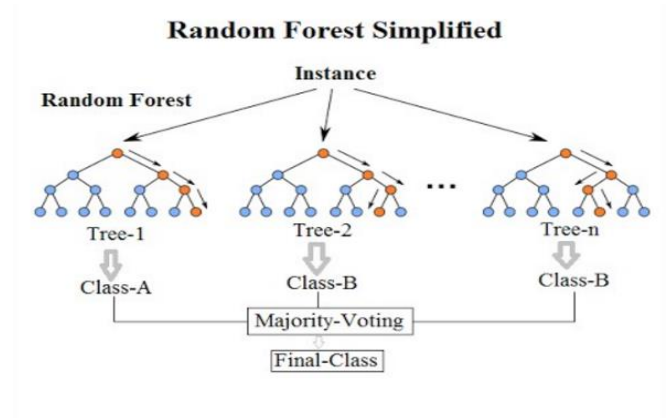 Random Forest Simplified
Instance
Random Forest
...
Tree-1
Tree-2
Tree-n
Class-A
Class-B
Class-B
Majority-Voting
Final-Class